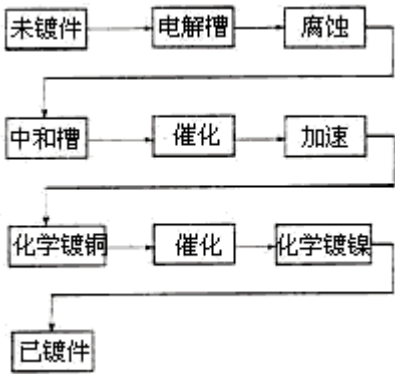 未镀件 电解槽 腐蚀
中和槽 催化 加速
化学镀铜 催化 化学镀镍
已镀件